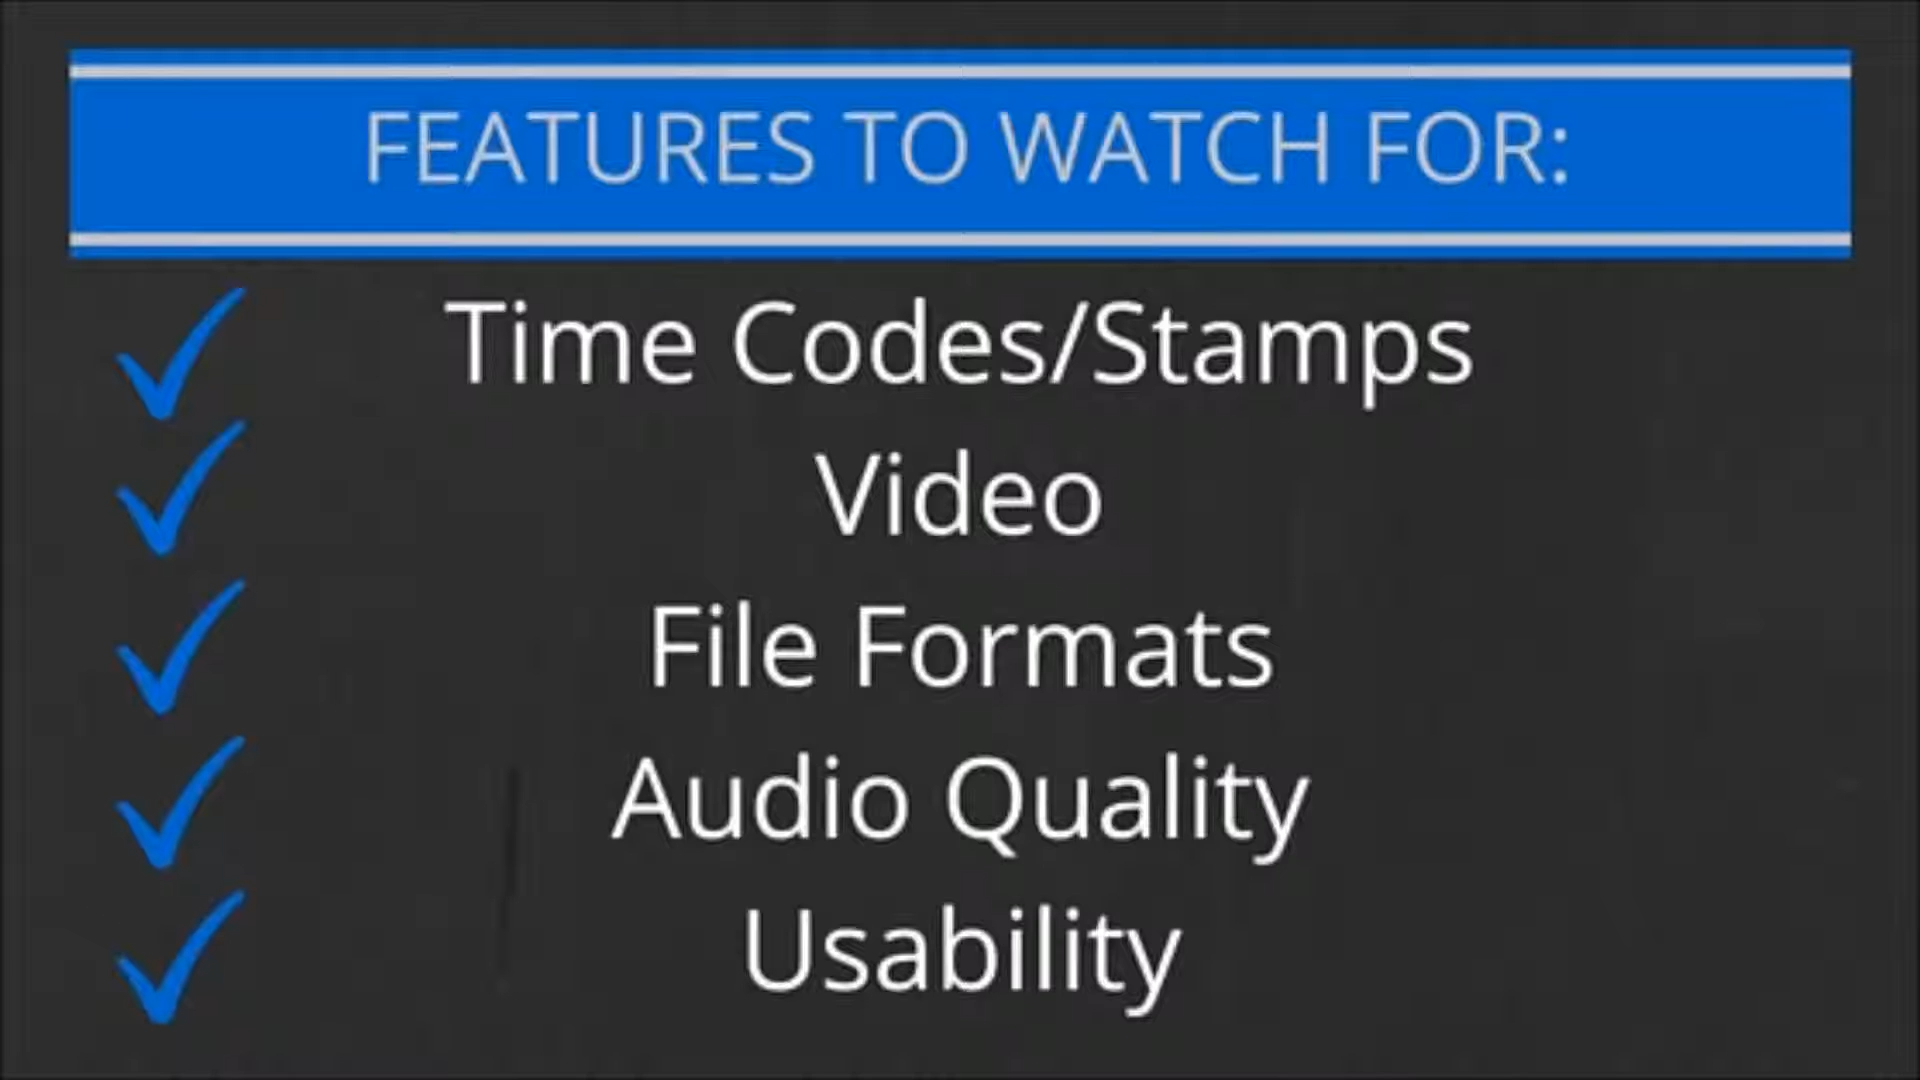 FEATURES TO WATCH FOR:
Time Codes/Stamps
Video
File Formats
Audio Quality
Usability